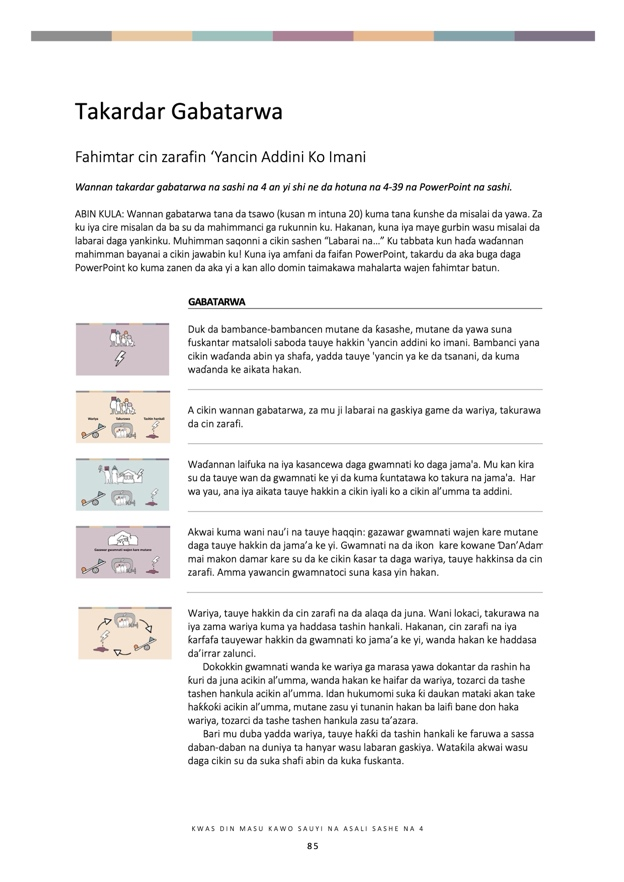 Takardar Gabatarwa
Fahimtar cin zarafin ‘Yancin Addini Ko Imani
Wannan takardar gabatarwa na sashi na 4 an yi shi ne da hotuna na 4-39 na PowerPoint na sashi.
ABIN KULA: Wannan gabatarwa tana da tsawo (kusan m intuna 20) kuma tana ƙunshe da misalai da yawa. Za
ku iya cire misalan da ba su da mahimmanci ga rukunnin ku. Hakanan, kuna iya maye gurbin wasu misalai da
labarai daga yankinku. Muhimman saqonni a cikin sashen “Labarai na…” Ku tabbata kun haɗa waɗannan
mahimman bayanai a cikin jawabin ku! Kuna iya amfani da faifan PowerPoint, takardu da aka buga daga
PowerPoint ko kuma zanen da aka yi a kan allo domin taimakawa mahalarta wajen fahimtar batun.
GABATARWA
Duk da bambance-bambancen mutane da ƙasashe, mutane da yawa suna
fuskantar matsaloli saboda tauye hakkin 'yancin addini ko imani. Bambanci yana
cikin waɗanda abin ya shafa, yadda tauye 'yancin ya ke da tsanani, da kuma
waɗanda ke aikata hakan.
Wariya
Takurawa
Tashin hankali
A cikin wannan gabatarwa, za mu ji labarai na gaskiya game da wariya, takurawa
da cin zarafi.
Waɗannan laifuka na iya kasancewa daga gwamnati ko daga jama'a. Mu kan kira
su da tauye wan da gwamnati ke yi da kuma ƙuntatawa ko takura na jama'a. Har
wa yau, ana iya aikata tauye hakkin a cikin iyali ko a cikin al’umma ta addini.
Gazawar gwamnati wajen kare mutane
Akwai kuma wani nau’i na tauye haqqin: gazawar gwamnati wajen kare mutane
daga tauye hakkin da jama’a ke yi. Gwamnati na da ikon kare kowane ‘Dan’Adam
mai makon damar kare su da ke cikin ƙasar ta daga wariya, tauye hakkinsa da cin
zarafi. Amma yawancin gwamnatoci suna kasa yin hakan.
Wariya, tauye hakkin da cin zarafi na da alaqa da juna. Wani lokaci, takurawa na
iya zama wariya kuma ya haddasa tashin hankali. Hakanan, cin zarafi na iya
ƙarfafa tauyewar hakkin da gwamnati ko jama’a ke yi, wanda hakan ke haddasa
da’irrar zalunci.
Dokokkin gwamnati wanda ke wariya ga marasa yawa dokantar da rashin ha
ƙuri da juna acikin al’umma, wanda hakan ke haifar da wariya, tozarci da tashe
tashen hankula acikin al’umma. Idan hukumomi suka ƙi daukan mataki akan take
haƙƙoƙi acikin al’umma, mutane zasu yi tunanin hakan ba laifi bane don haka
wariya, tozarci da tashe tashen hankula zasu ta’azara.
Bari mu duba yadda wariya, tauye haƙƙi da tashin hankali ke faruwa a sassa
daban-daban na duniya ta hanyar wasu labaran gaskiya. Wataƙila akwai wasu
daga cikin su da suka shafi abin da kuka fuskanta.
KWAS DIN MASU KAWO SAUYI NA ASALI SASHE NA 4
85